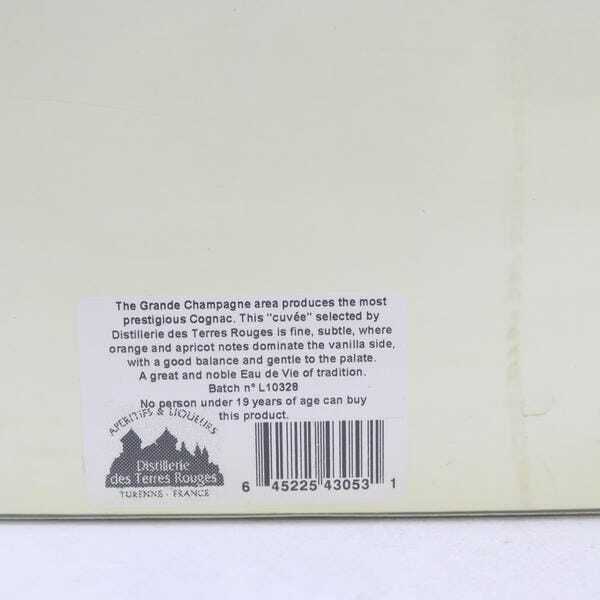 The Grande Champagne area produces the most
prestigious Cognac. This "cuvée" selected by
Distillerie des Terres Rouges is fine, subtle, where
orange and apricot notes dominate the vanilla side,
with a good balance and gentle to the palate.
A great and noble Eau de Vie of tradition.
Batch n° L10328
No person under 19 years of age can buy
this product.
APERITIFS & LIQUEURS
Distillerie
des Terres Rouges
TURENNE - FRANCE
6 45225 43053 1